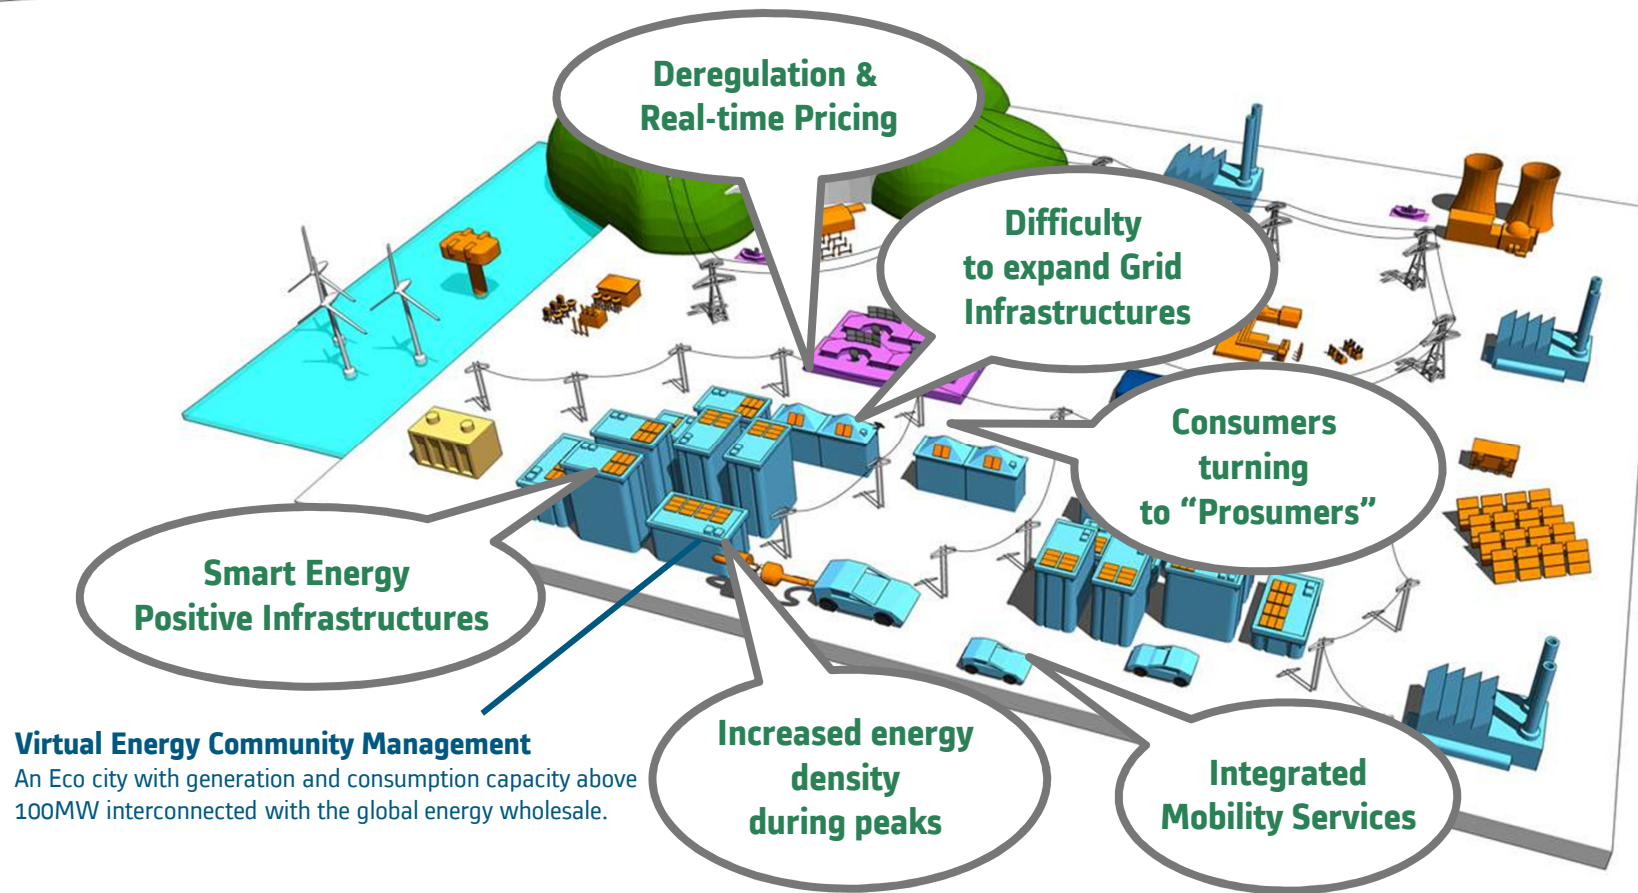 Deregulation &
Real-time Pricing
Difficulty
to expand Grid
Infrastructures
Consumers
turning
to “Prosumers”
Smart Energy
Positive Infrastructures
Virtual Energy Community Management
An Eco city with generation and consumption capacity above
100MW interconnected with the global energy wholesale.
Increased energy
density
during peaks
Integrated
Mobility Services